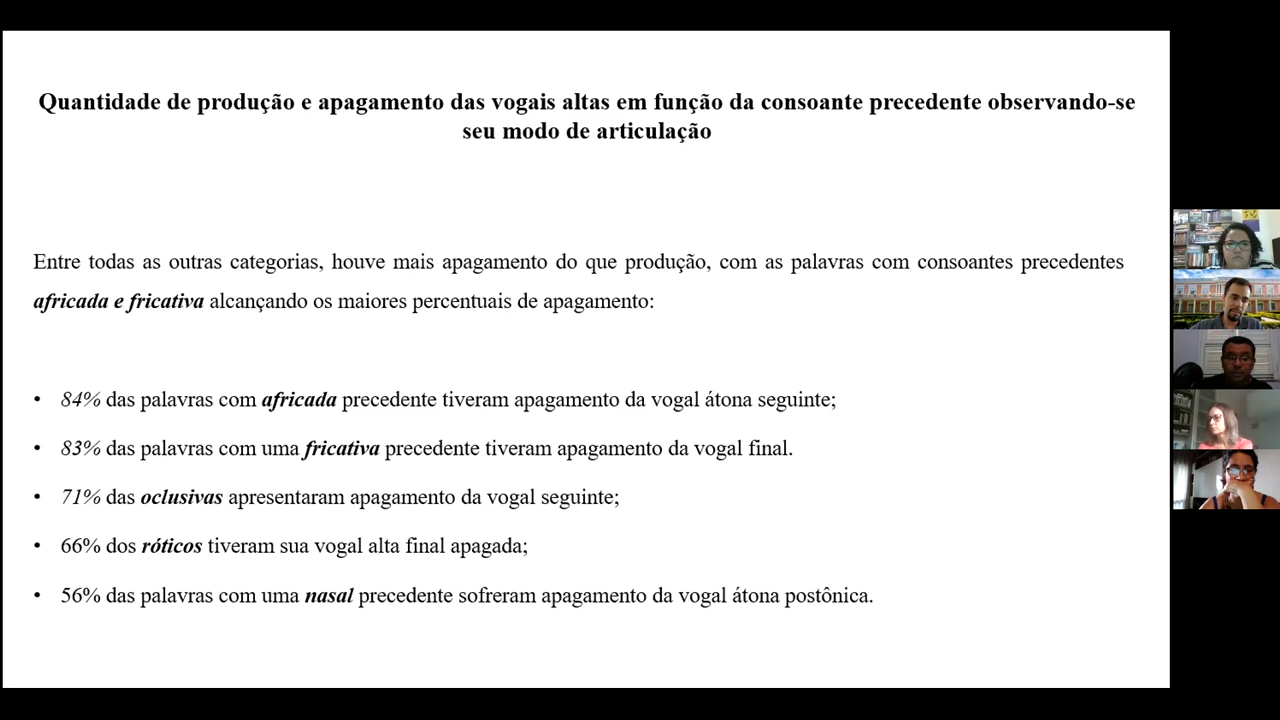 Quantidade de produção e apagamento das vogais altas em função da consoante precedente observando-se
seu modo de articulação
Entre todas as outras categorias, houve mais apagamento do que produção, com as palavras com consoantes precedentes
africada e fricativa alcançando os maiores percentuais de apagamento:
• 84% das palavras com africada precedente tiveram apagamento da vogal átona seguinte;
• 83% das palavras com uma fricativa precedente tiveram apagamento da vogal final.
• 71% das oclusivas apresentaram apagamento da vogal seguinte;
• 66% dos róticos tiveram sua vogal alta final apagada;
• 56% das palavras com uma nasal precedente sofreram apagamento da vogal átona postônica.